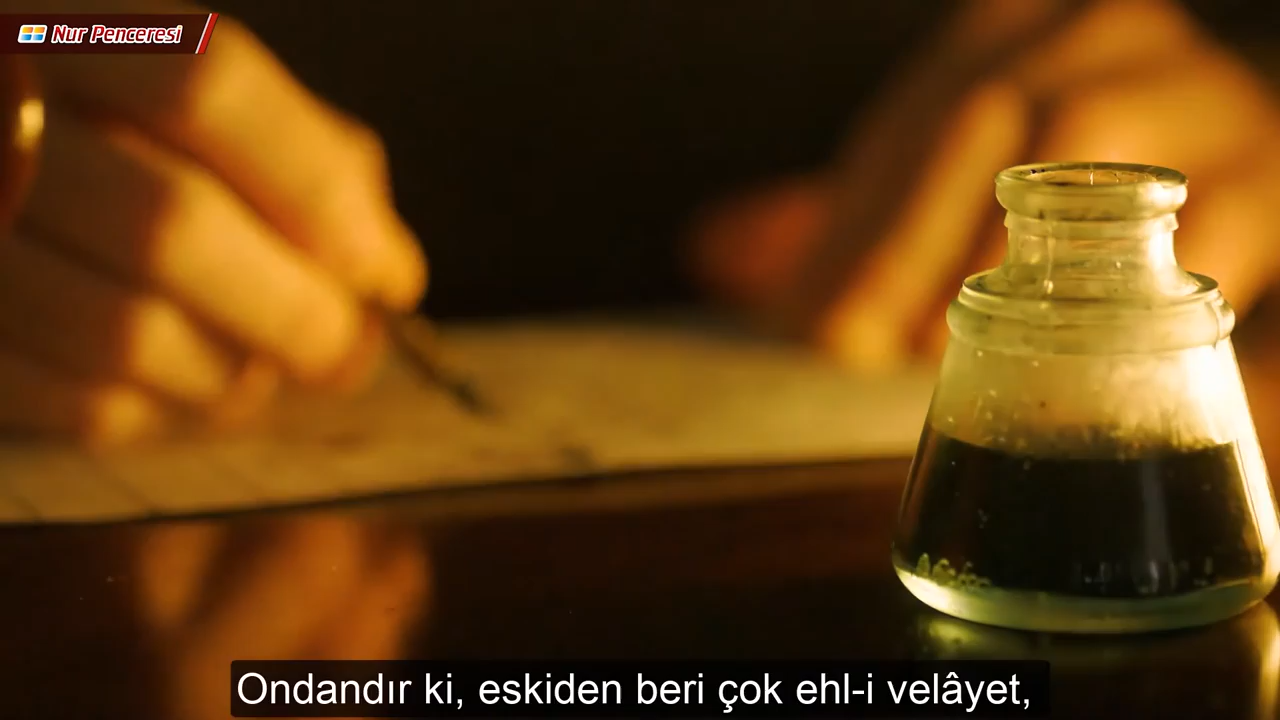 Nur Penceresi
Ondandır ki, eskiden beri çok ehl-i velâyet,